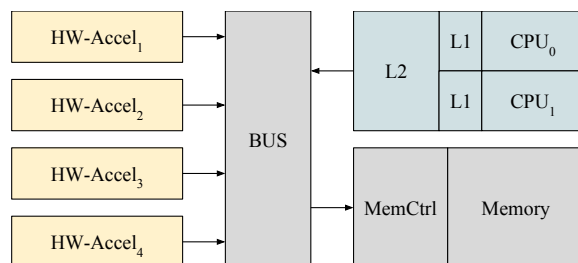 HW-Accel₁
HW-Accel₂
HW-Accel₃
HW-Accel₄
BUS
L2
L1
CPU₀
L1
CPU₁
MemCtrl
Memory